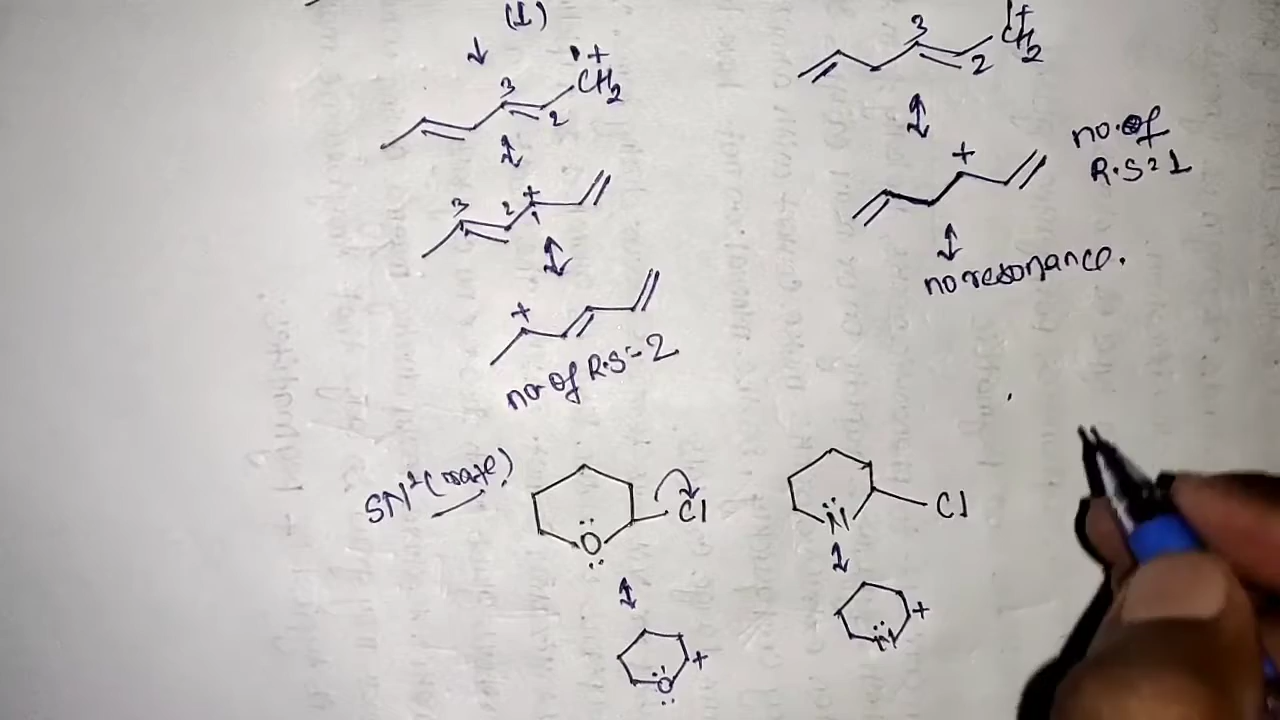 (1)
+
CH2
3
2
3
2
1
+
+
no of R.S = 2
3
+
CH2
2
+
no. of
R.S = 1
no resonance.
SN1 (rate)
Cl
O
+
O
Cl
N
+
N